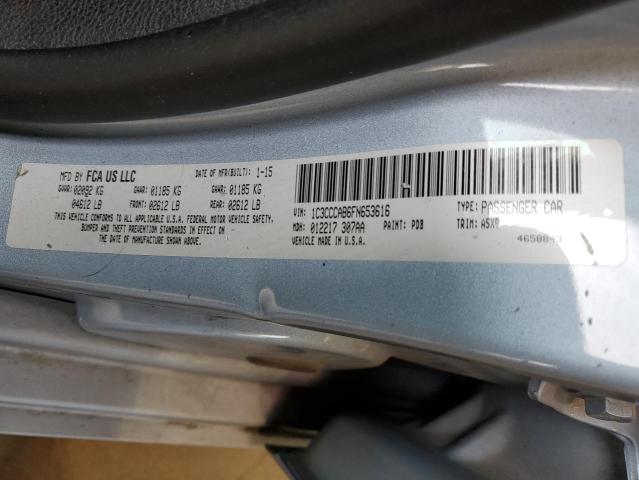 MFD BY FCA US LLC DATE OF MFR(BUILT): 1-15
GVWR: 02092 KG GAWR: 01185 KG GAWR: 01185 KG
04612 LB FRONT: 02612 LB REAR: 02612 LB
THIS VEHICLE CONFORMS TO ALL APPLICABLE U.S.A. FEDERAL MOTOR VEHICLE SAFETY,
BUMPER AND THEFT PREVENTION STANDARDS IN EFFECT ON
THE DATE OF MANUFACTURE SHOWN ABOVE.
VIN: 1C3CCCAB6FN653616 TYPE: PASSENGER CAR
MDH: 012217 307AA PAINT: PDB TRIM:
VEHICLE MADE IN U.S.A.